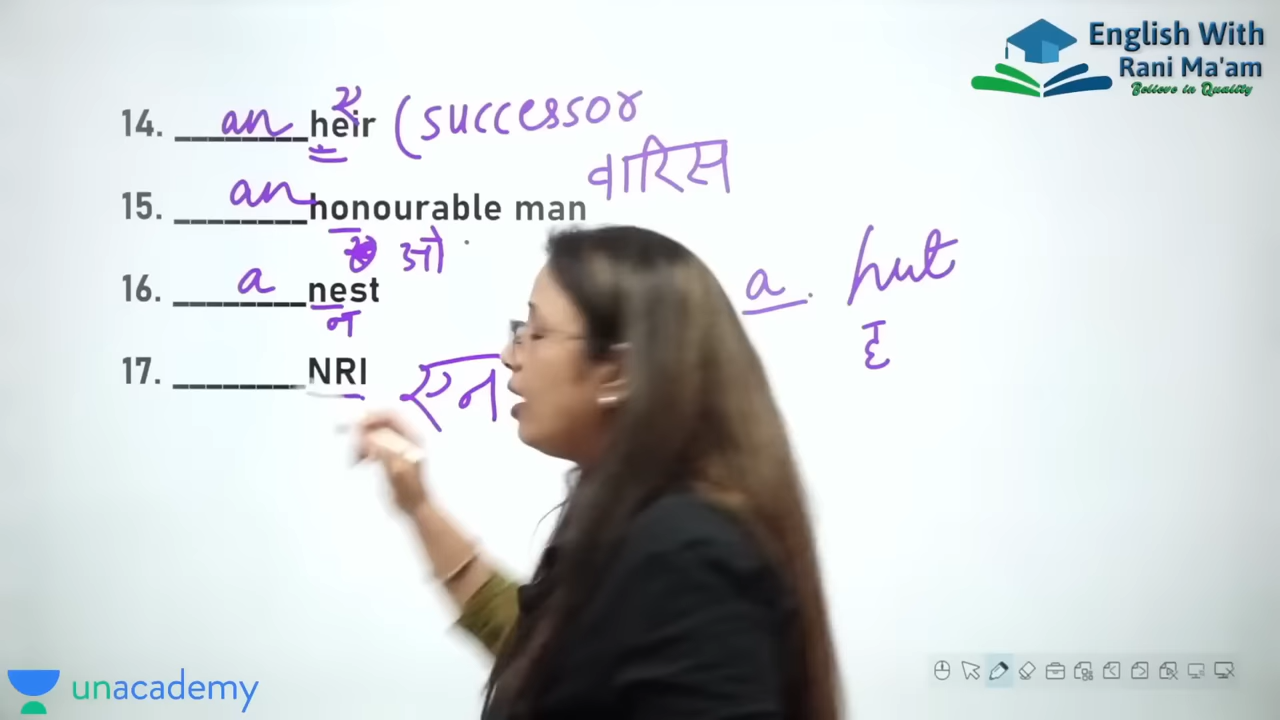 English With
Rani Ma'am
Believe in Quality
14. an heir (successor
ए
वारिस
15. an honourable man
ओ
16. a nest
न
a. hut
ह
17. ________ NRI एन
unacademy